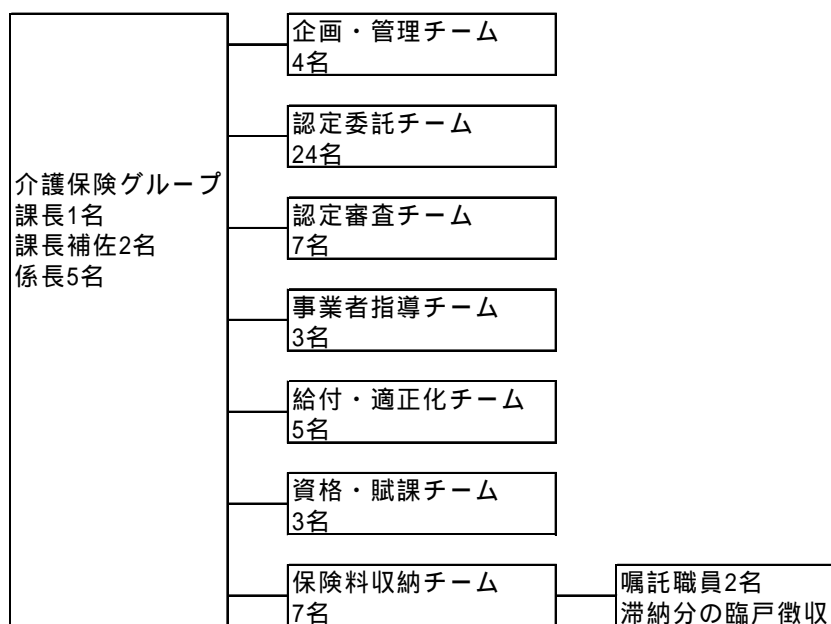 企画・管理チーム
4名
認定委託チーム
24名
介護保険グループ
課長1名
課長補佐2名
係長5名
認定審査チーム
7名
事業者指導チーム
3名
給付・適正化チーム
5名
資格・賦課チーム
3名
保険料収納チーム
7名
嘱託職員2名
滞納分の臨戸徴収